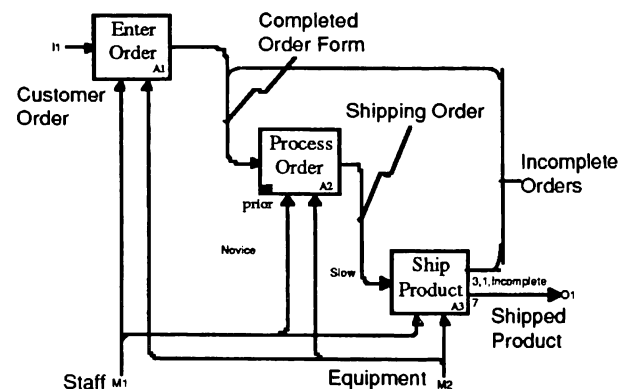 Enter
Order
A1
I1
Completed
Order Form
Customer
Order
Shipping Order
Process
Order
A2
prior
Incomplete
Orders
Novice
Slow
Ship
Product
A3
3,1,Incomplete
7
O1
Shipped
Product
Staff M1
Equipment M2